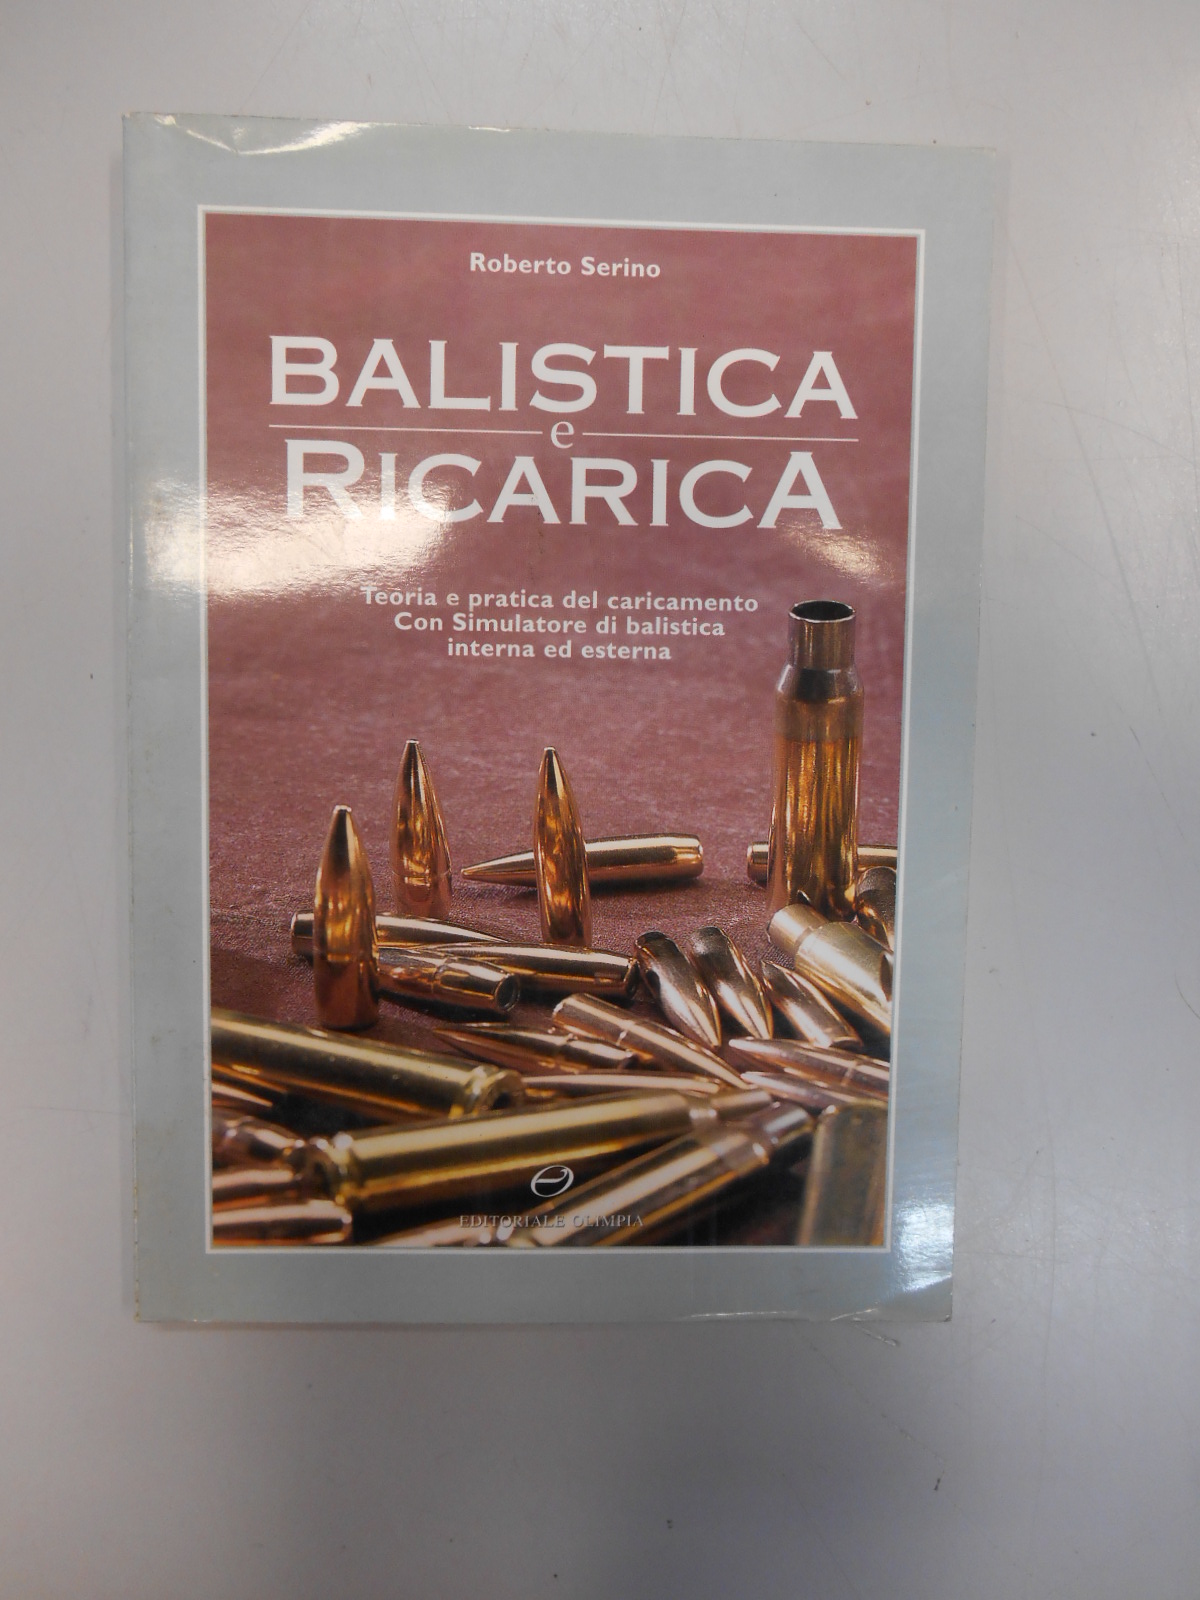 Roberto Serino
BALISTICA
e
RICARICA
Teoria e pratica del caricamento
Con Simulatore di balistica
interna ed esterna
EDITORIALE OLIMPIA